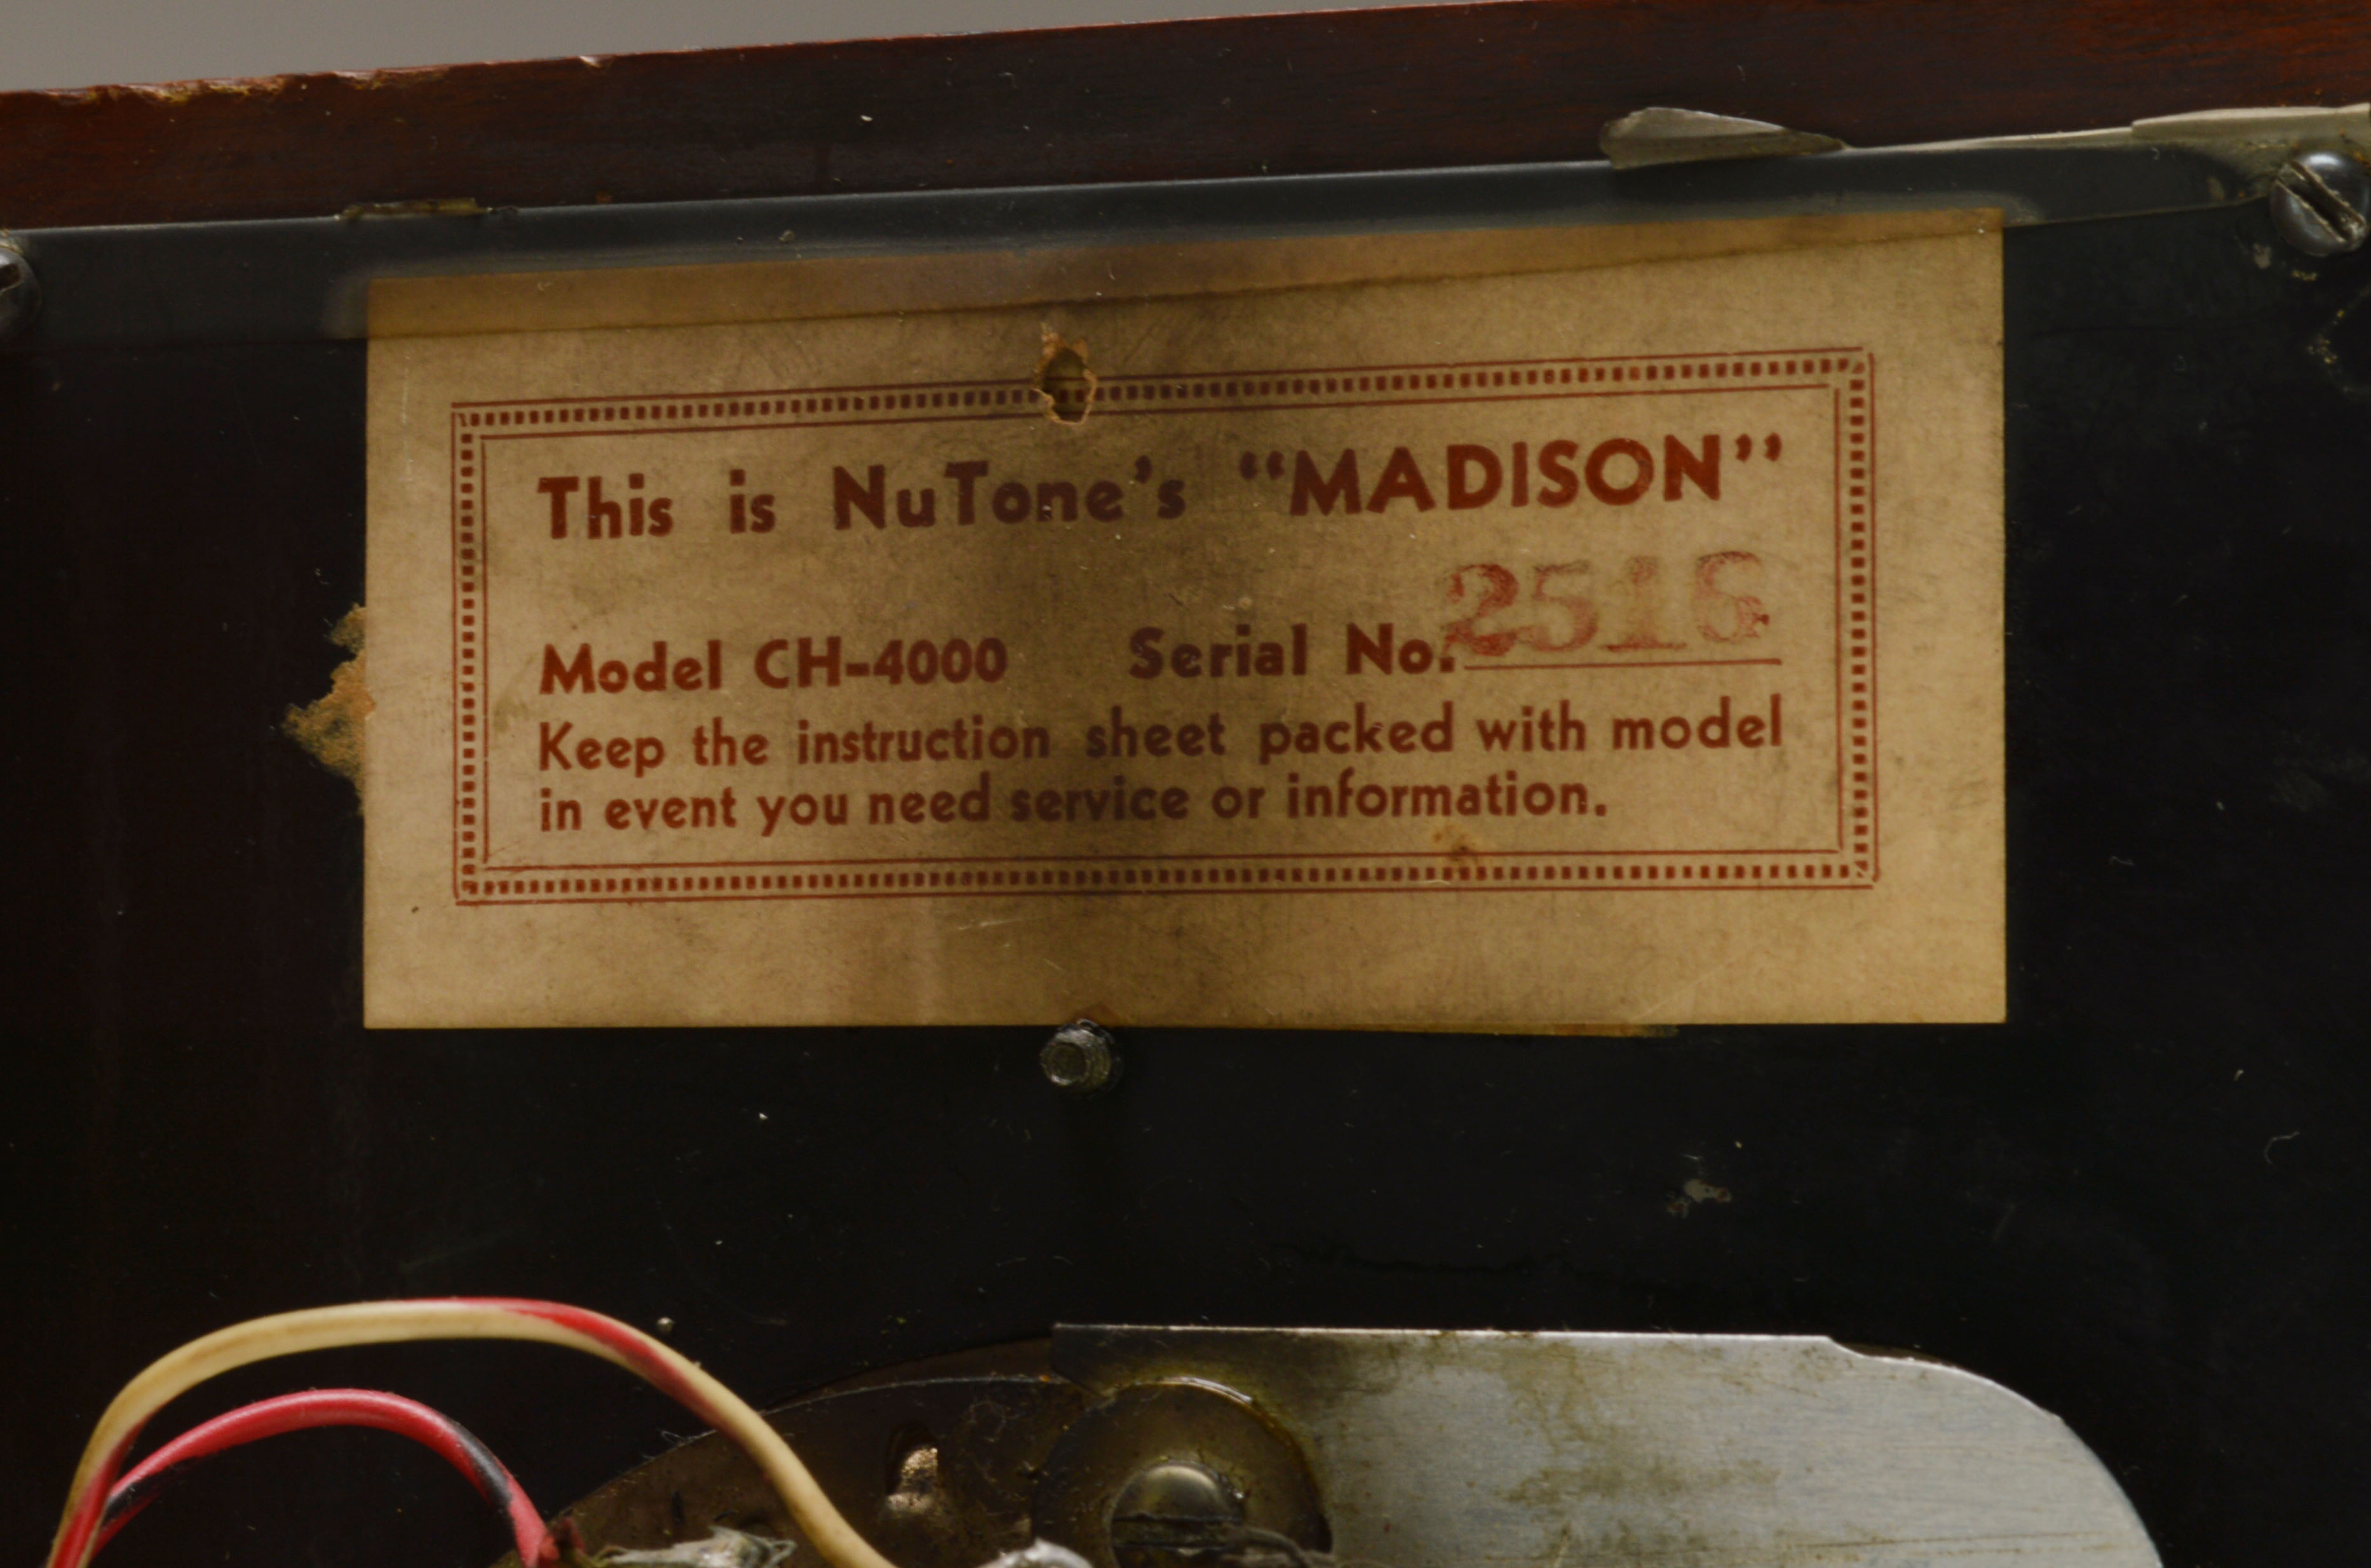 This is NuTone's “MADISON”
2516
Model CH-4000 Serial No.
Keep the instruction sheet packed with model
in event you need service or information.